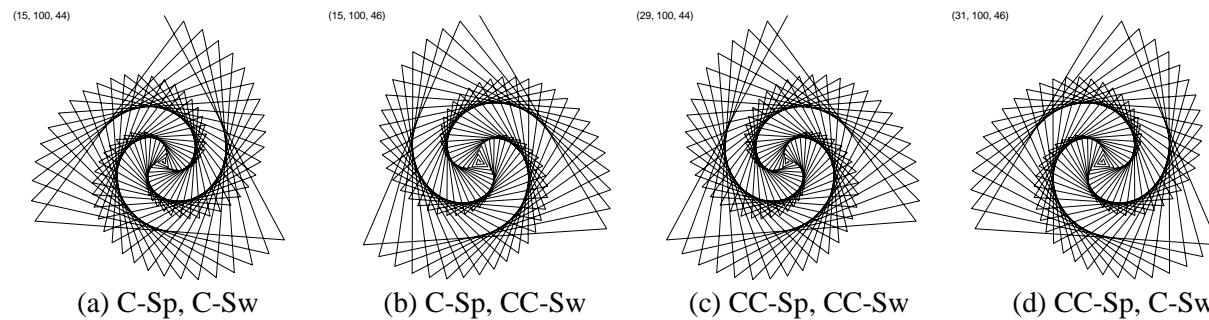 (15, 100, 44) (15, 100, 46) (29, 100, 44) (31, 100, 46)
(a) C-Sp, C-Sw (b) C-Sp, CC-Sw (c) CC-Sp, CC-Sw (d) CC-Sp, C-Sw